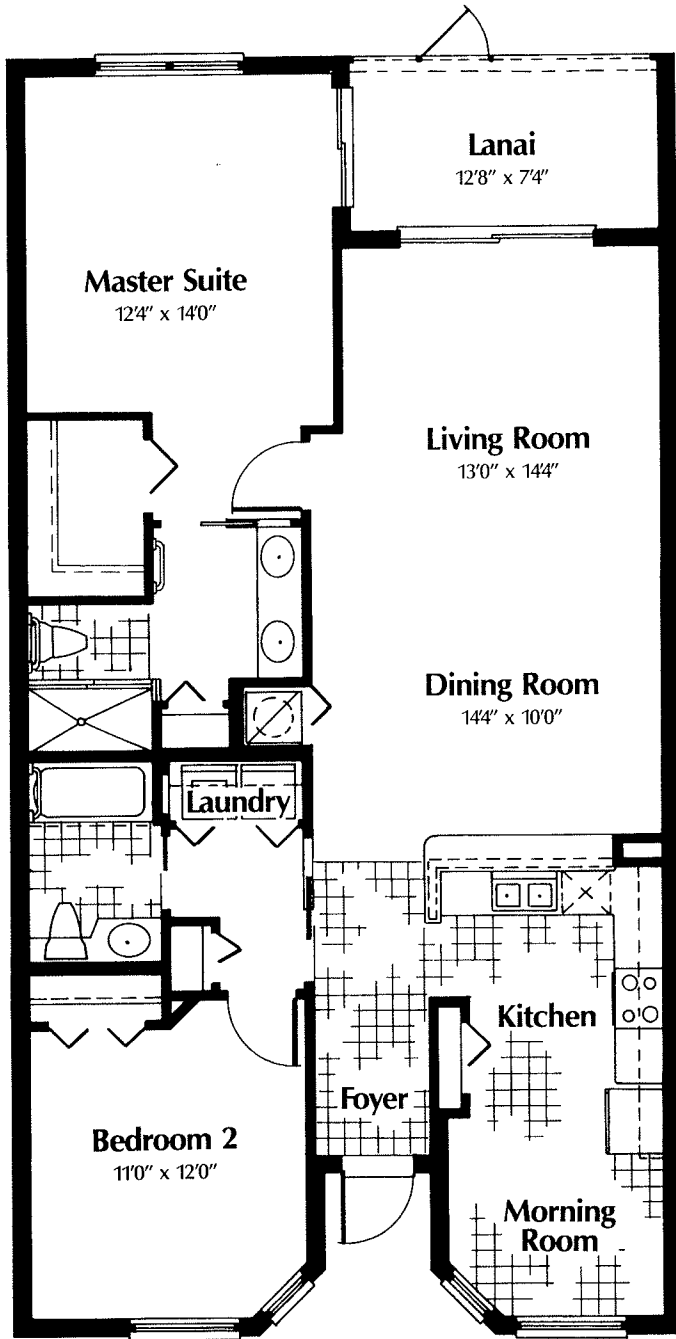 Lanai
12'8" x 7'4"
Master Suite
12'4" x 14'0"
Living Room
13'0" x 14'4"
Dining Room
14'4" x 10'0"
Laundry
Kitchen
Foyer
Bedroom 2
11'0" x 12'0"
Morning
Room